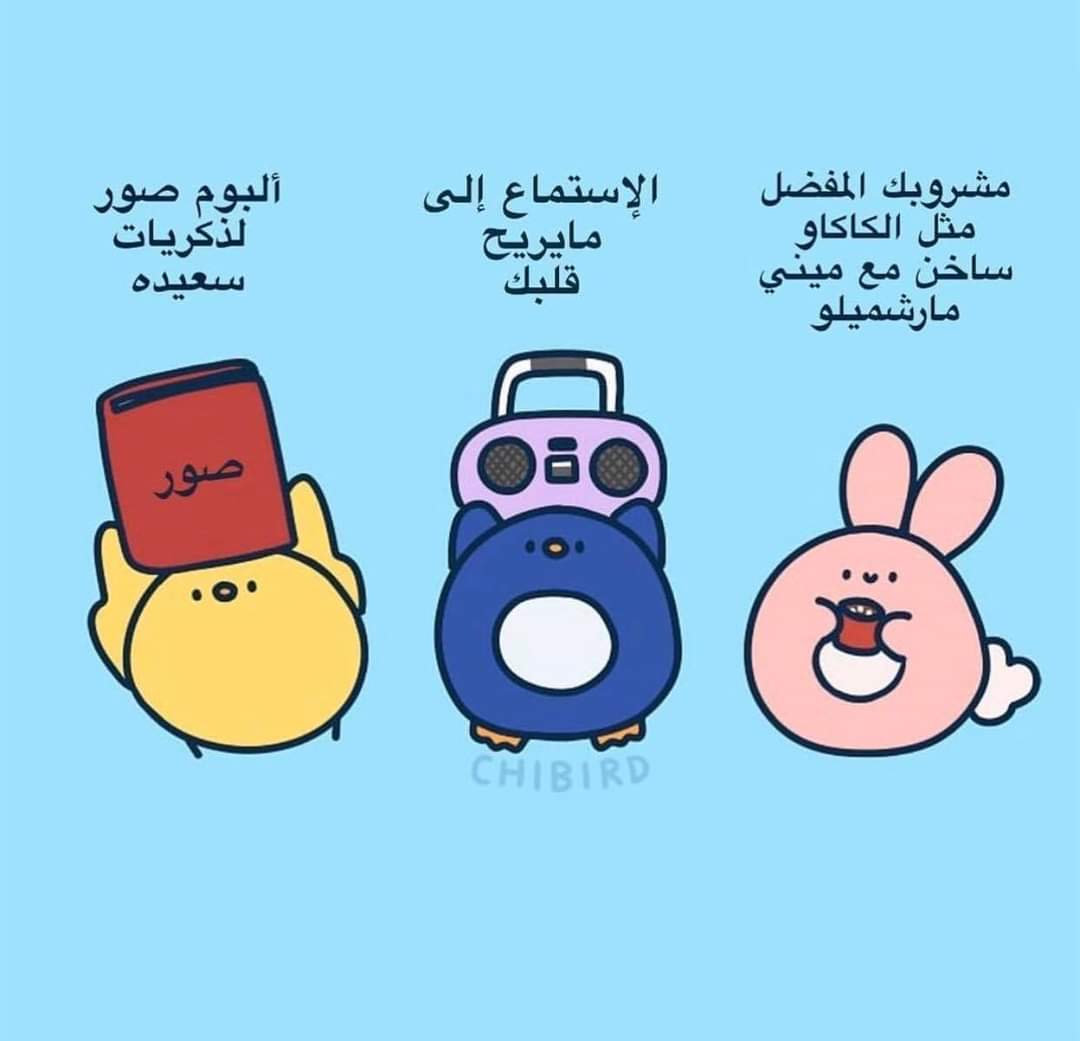 مشروبك المفضل
مثل الكاكاو
ساخن مع ميني
مارشميلو
الإستماع إلى
مايريح
قلبك
ألبوم صور
لذكريات
سعيده
صور
CHIBIRD